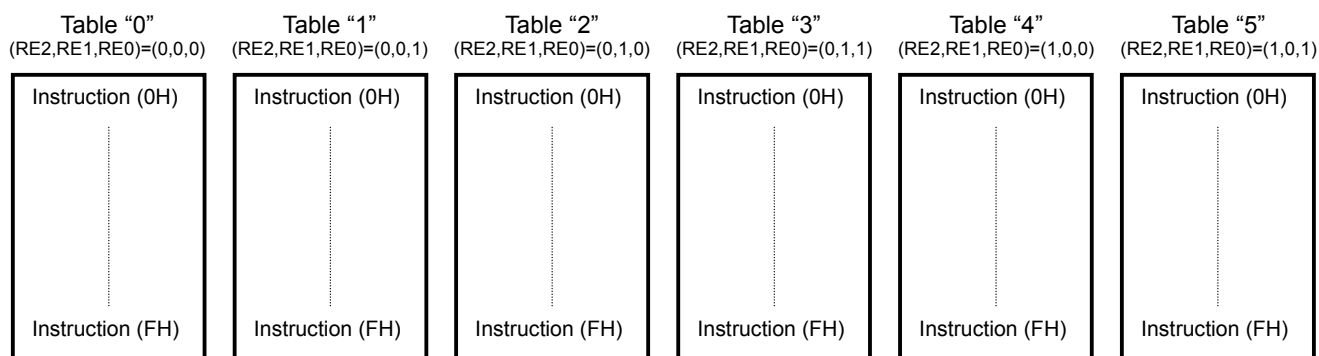 Table “0” Table “1” Table “2” Table “3” Table “4” Table “5”
(RE2,RE1,RE0)=(0,0,0) (RE2,RE1,RE0)=(0,0,1) (RE2,RE1,RE0)=(0,1,0) (RE2,RE1,RE0)=(0,1,1) (RE2,RE1,RE0)=(1,0,0) (RE2,RE1,RE0)=(1,0,1)
Instruction (0H) Instruction (0H) Instruction (0H) Instruction (0H) Instruction (0H) Instruction (0H)
Instruction (FH) Instruction (FH) Instruction (FH) Instruction (FH) Instruction (FH) Instruction (FH)